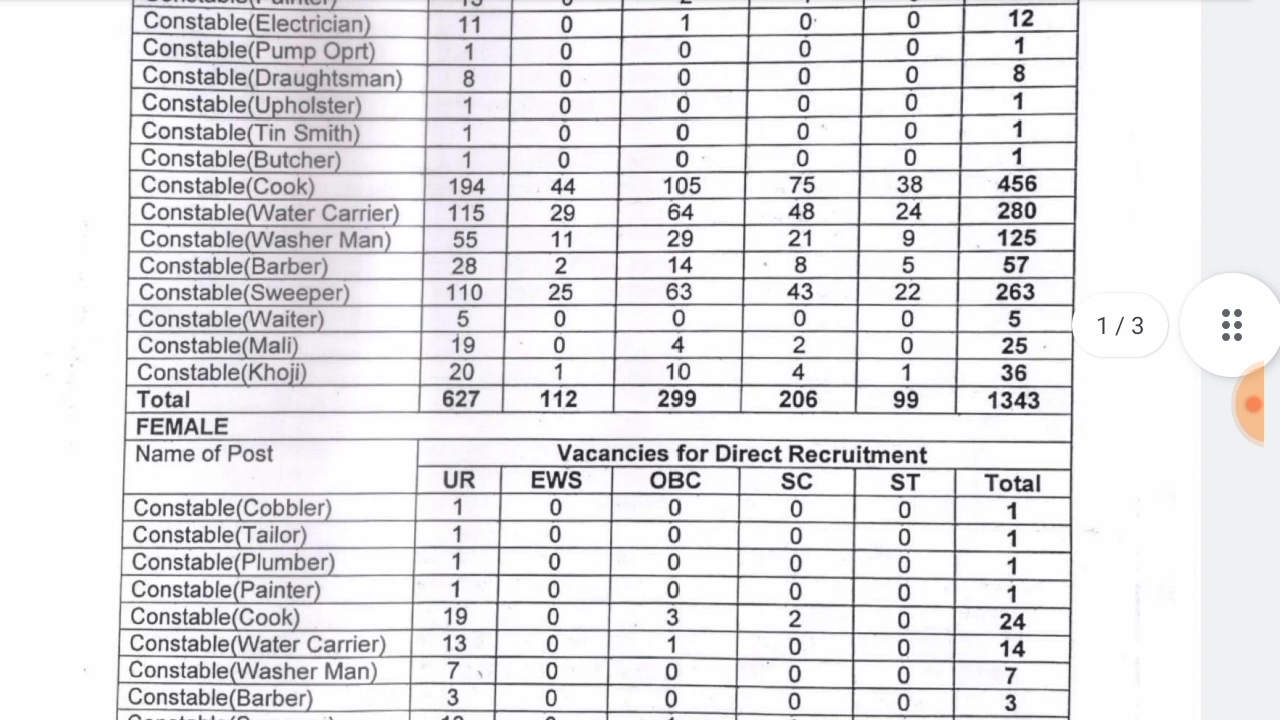 Constable(Electrician) 11 0 1 0 0 12
Constable(Pump Oprt) 1 0 0 0 0 1
Constable(Draughtsman) 8 0 0 0 0 8
Constable(Upholster) 1 0 0 0 0 1
Constable(Tin Smith) 1 0 0 0 0 1
Constable(Butcher) 1 0 0 0 0 1
Constable(Cook) 194 44 105 75 38 456
Constable(Water Carrier) 115 29 64 48 24 280
Constable(Washer Man) 55 11 29 21 9 125
Constable(Barber) 28 2 14 8 5 57
Constable(Sweeper) 110 25 63 43 22 263
Constable(Waiter) 5 0 0 0 0 5
1 / 3
Constable(Mali) 19 0 4 2 0 25
Constable(Khoji) 20 1 10 4 1 36
Total 627 112 299 206 99 1343
FEMALE
Name of Post Vacancies for Direct Recruitment
UR EWS OBC SC ST Total
Constable(Cobbler) 1 0 0 0 0 1
Constable(Tailor) 1 0 0 0 0 1
Constable(Plumber) 1 0 0 0 0 1
Constable(Painter) 1 0 0 0 0 1
Constable(Cook) 19 0 3 2 0 24
Constable(Water Carrier) 13 0 1 0 0 14
Constable(Washer Man) 7 0 0 0 0 7
Constable(Barber) 3 0 0 0 0 3